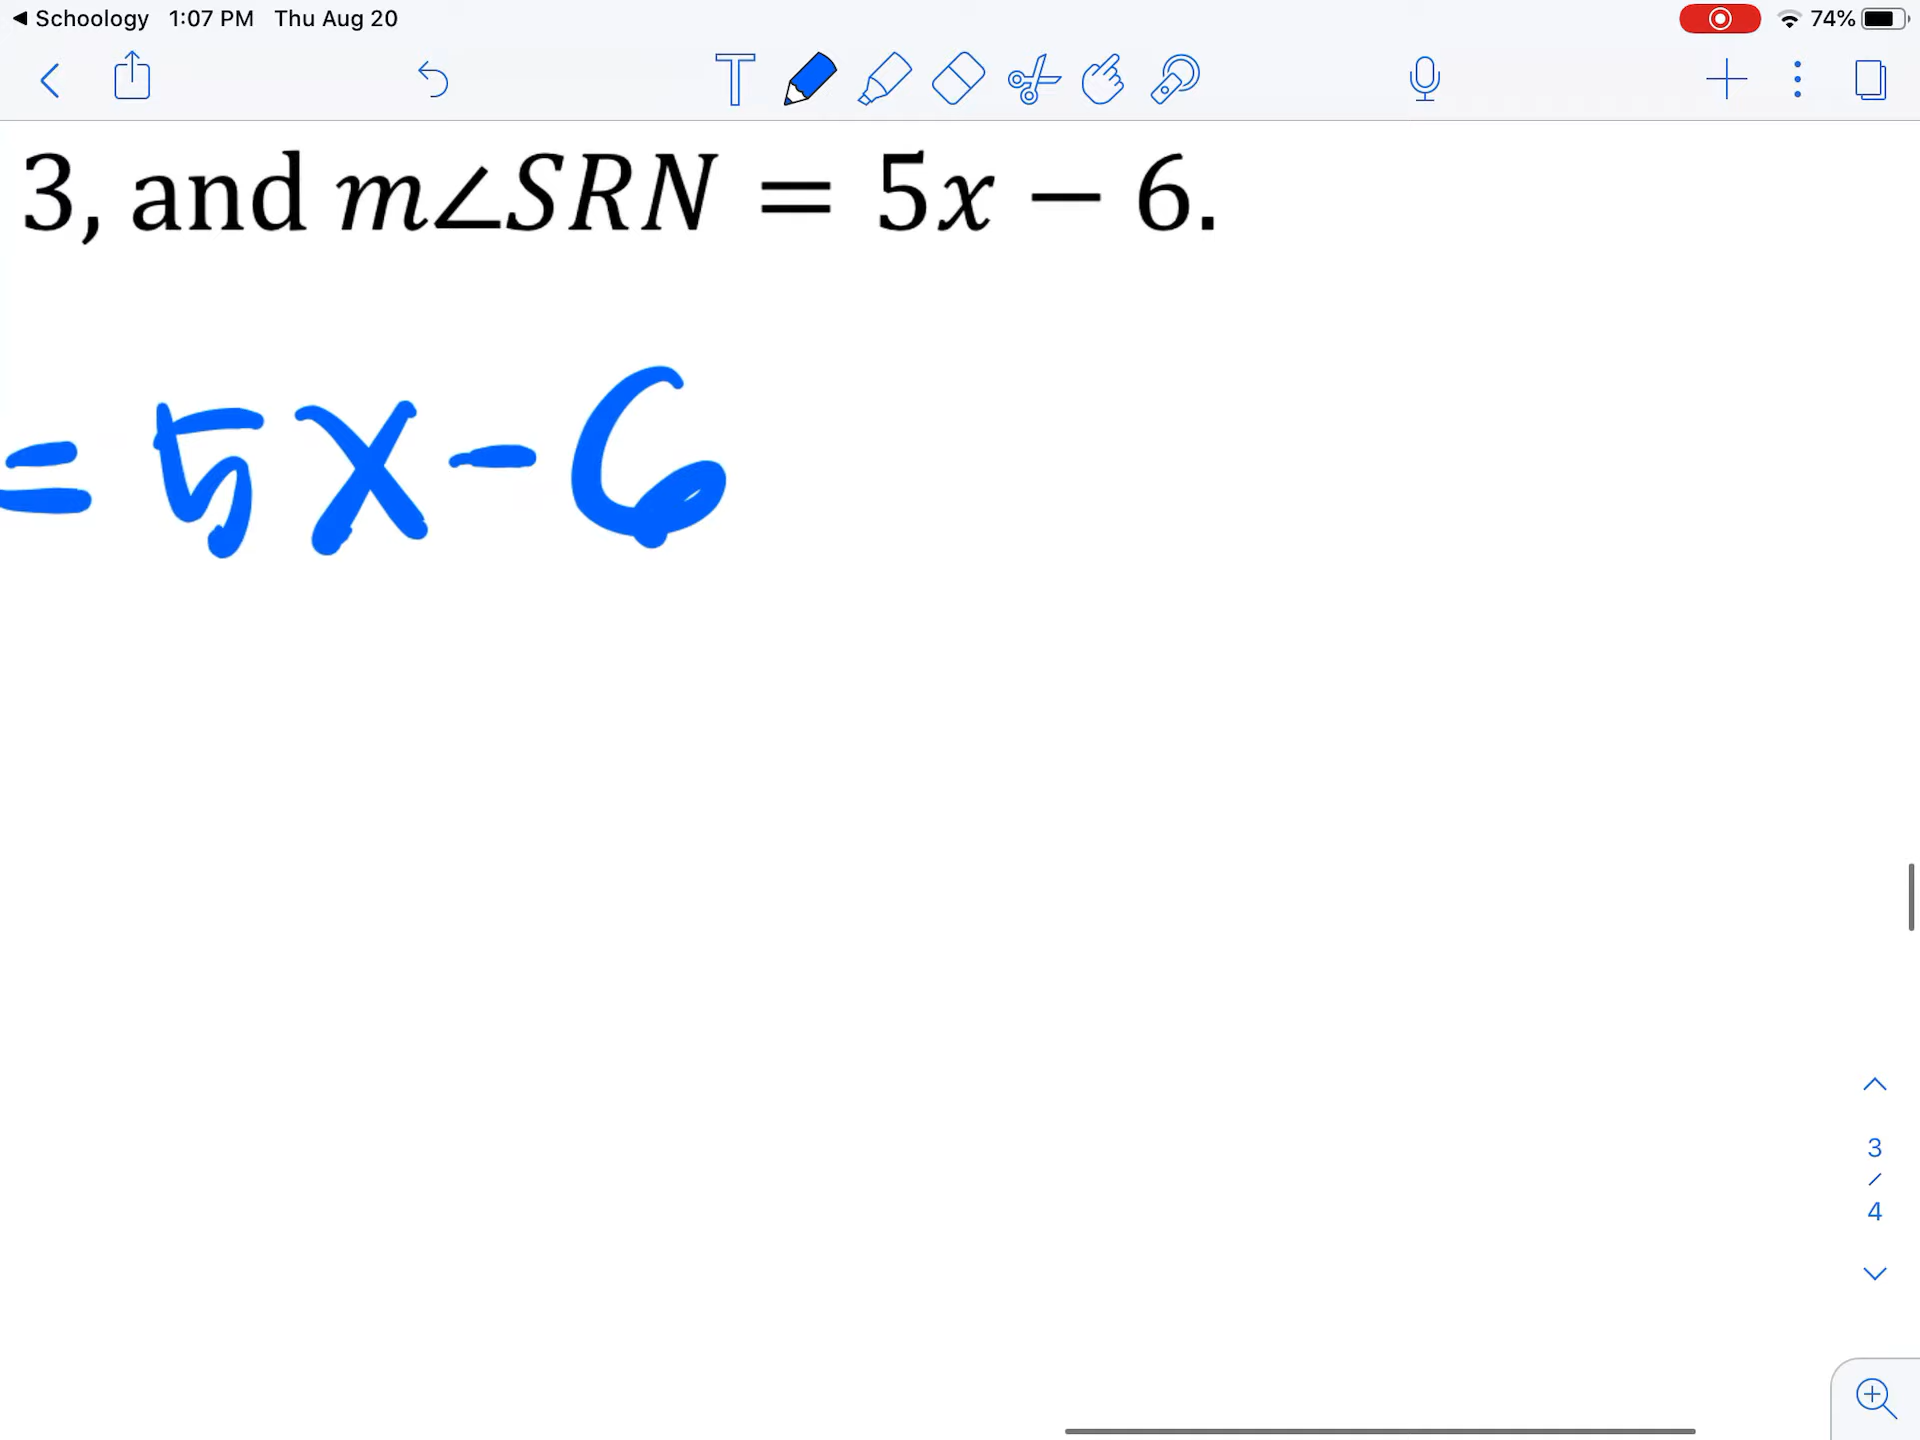 Schoology 1:07 PM Thu Aug 20 74%
T
3, and m∠SRN = 5x − 6.
= 5x - 6
3
/
4